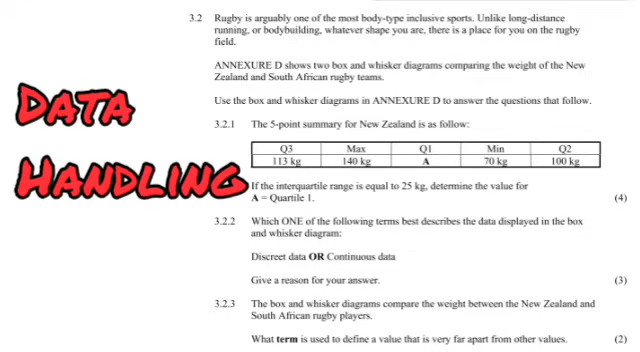 DATA
HANDLING
3.2 Rugby is arguably one of the most body-type inclusive sports. Unlike long-distance
running, or bodybuilding, whatever shape you are, there is a place for you on the rugby
field.
ANNEXURE D shows two box and whisker diagrams comparing the weight of the New
Zealand and South African rugby teams.
Use the box and whisker diagrams in ANNEXURE D to answer the questions that follow.
3.2.1 The 5-point summary for New Zealand is as follow:
Q3 Max Q1 Min Q2
113 kg 140 kg A 70 kg 100 kg
If the interquartile range is equal to 25 kg, determine the value for
A = Quartile 1. (4)
3.2.2 Which ONE of the following terms best describes the data displayed in the box
and whisker diagram:
Discreet data OR Continuous data
Give a reason for your answer. (3)
3.2.3 The box and whisker diagrams compare the weight between the New Zealand and
South African rugby players.
What term is used to define a value that is very far apart from other values. (2)